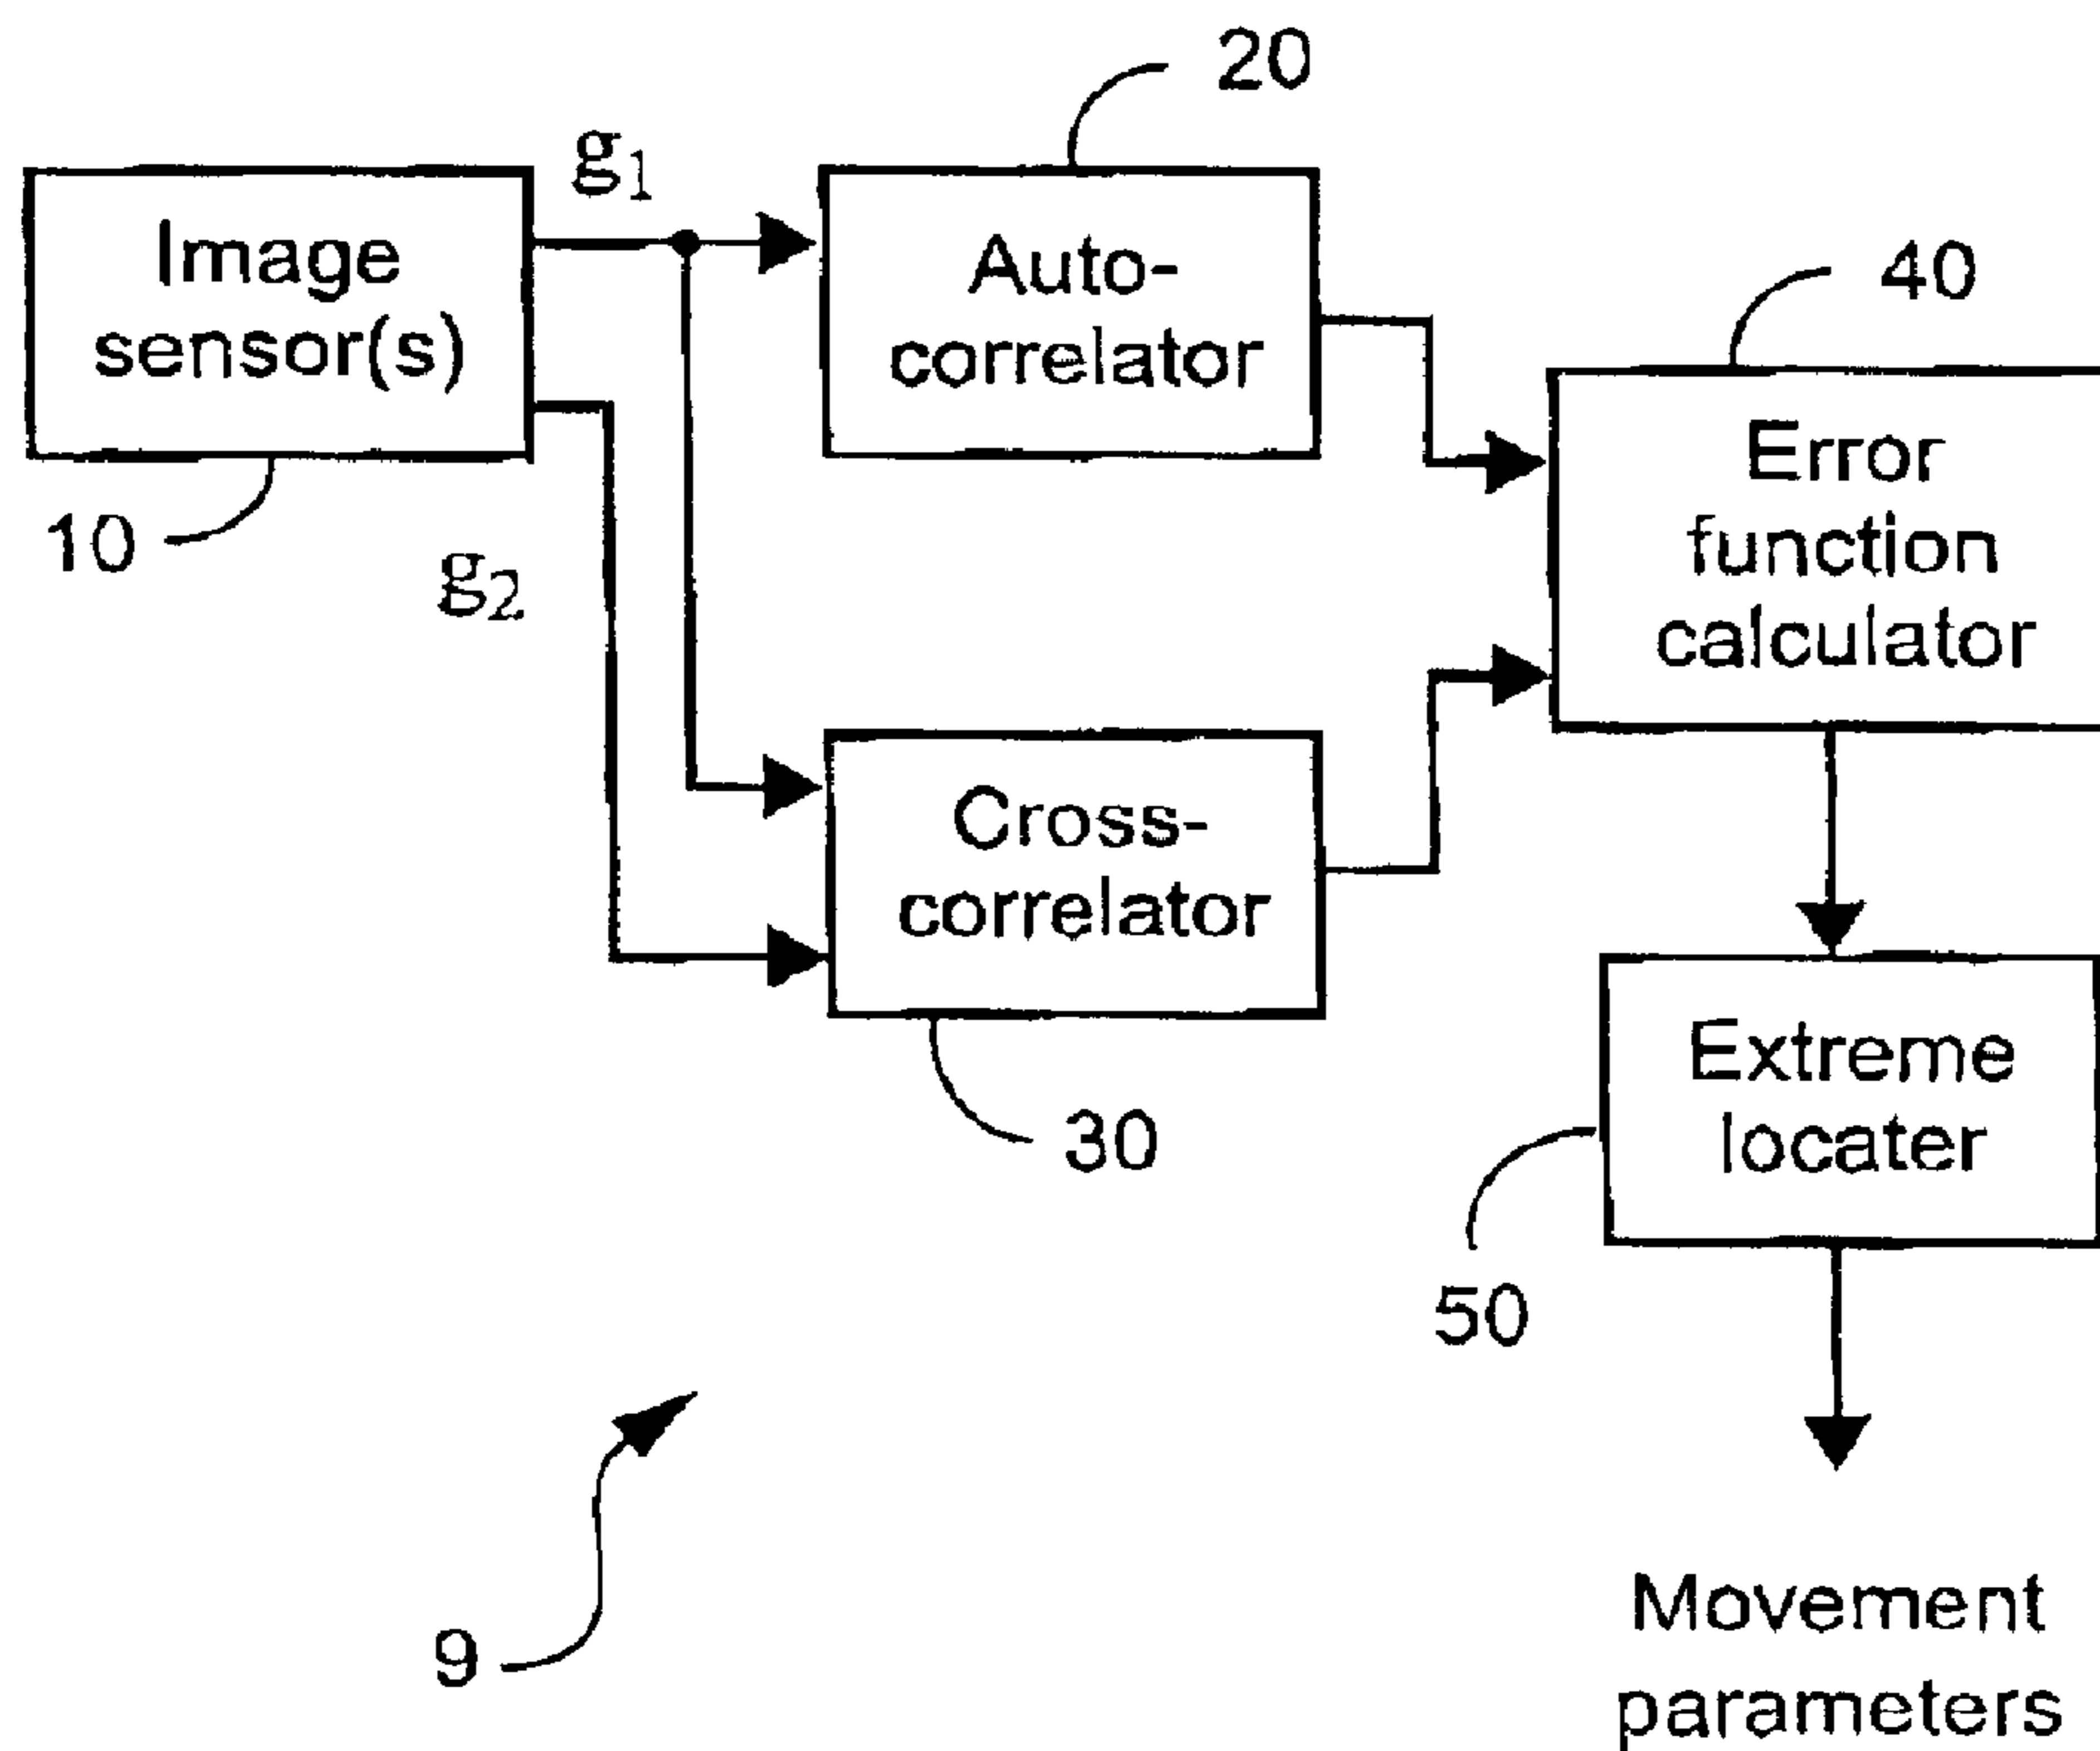 20
g1
Image
sensor(s)
Auto-
correlator
40
10
g2
Error
function
calculator
Cross-
correlator
30
Extreme
locater
50
9
Movement
parameters